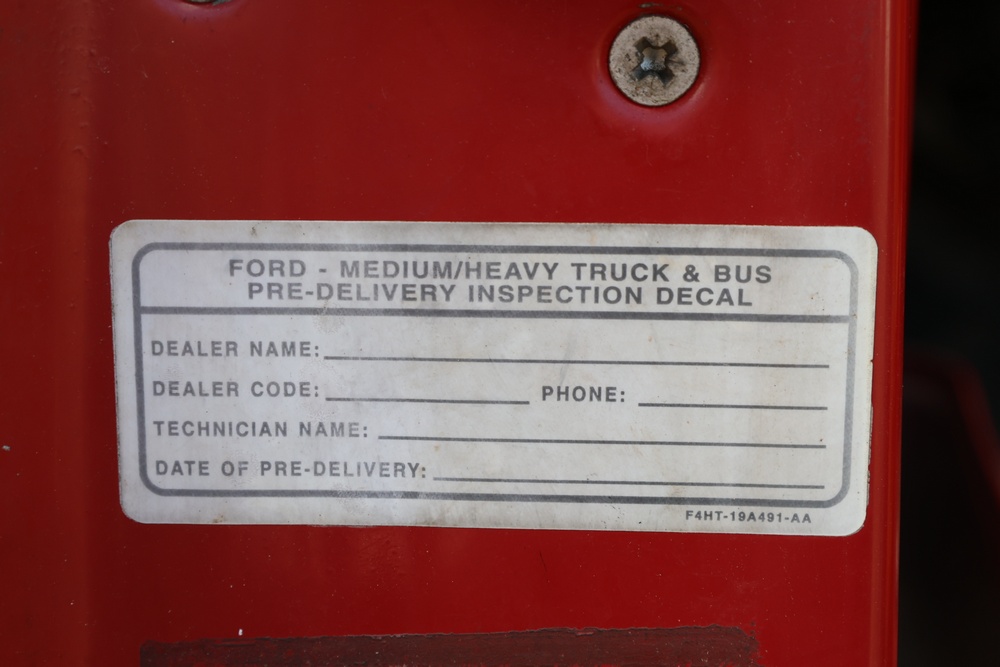 FORD - MEDIUM/HEAVY TRUCK & BUS
PRE-DELIVERY INSPECTION DECAL
DEALER NAME:
DEALER CODE: PHONE:
TECHNICIAN NAME:
DATE OF PRE-DELIVERY:
F4HT-19A491-AA